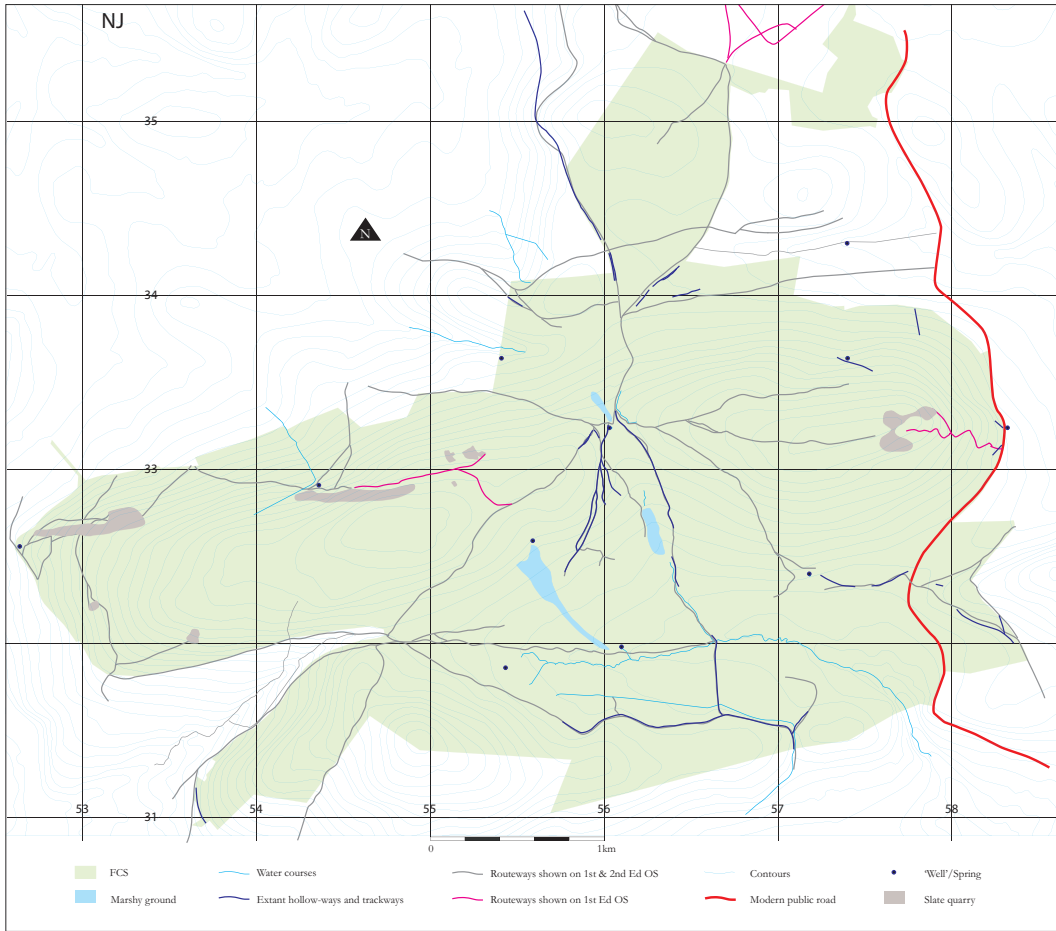 NJ
35
N
34
33
53
54
55
56
57
58
31
0
1km
FCS
Water courses
Routeways shown on 1st & 2nd Ed OS
Contours
'Well'/Spring
Marshy ground
Extant hollow-ways and trackways
Routeways shown on 1st Ed OS
Modern public road
Slate quarry